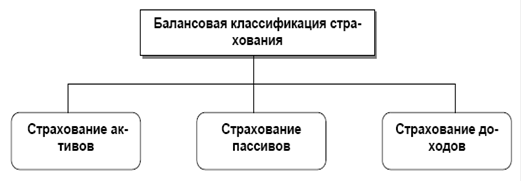 Балансовая классификация стра-
хования
Страхование ак-
тивов
Страхование
пассивов
Страхование до-
ходов